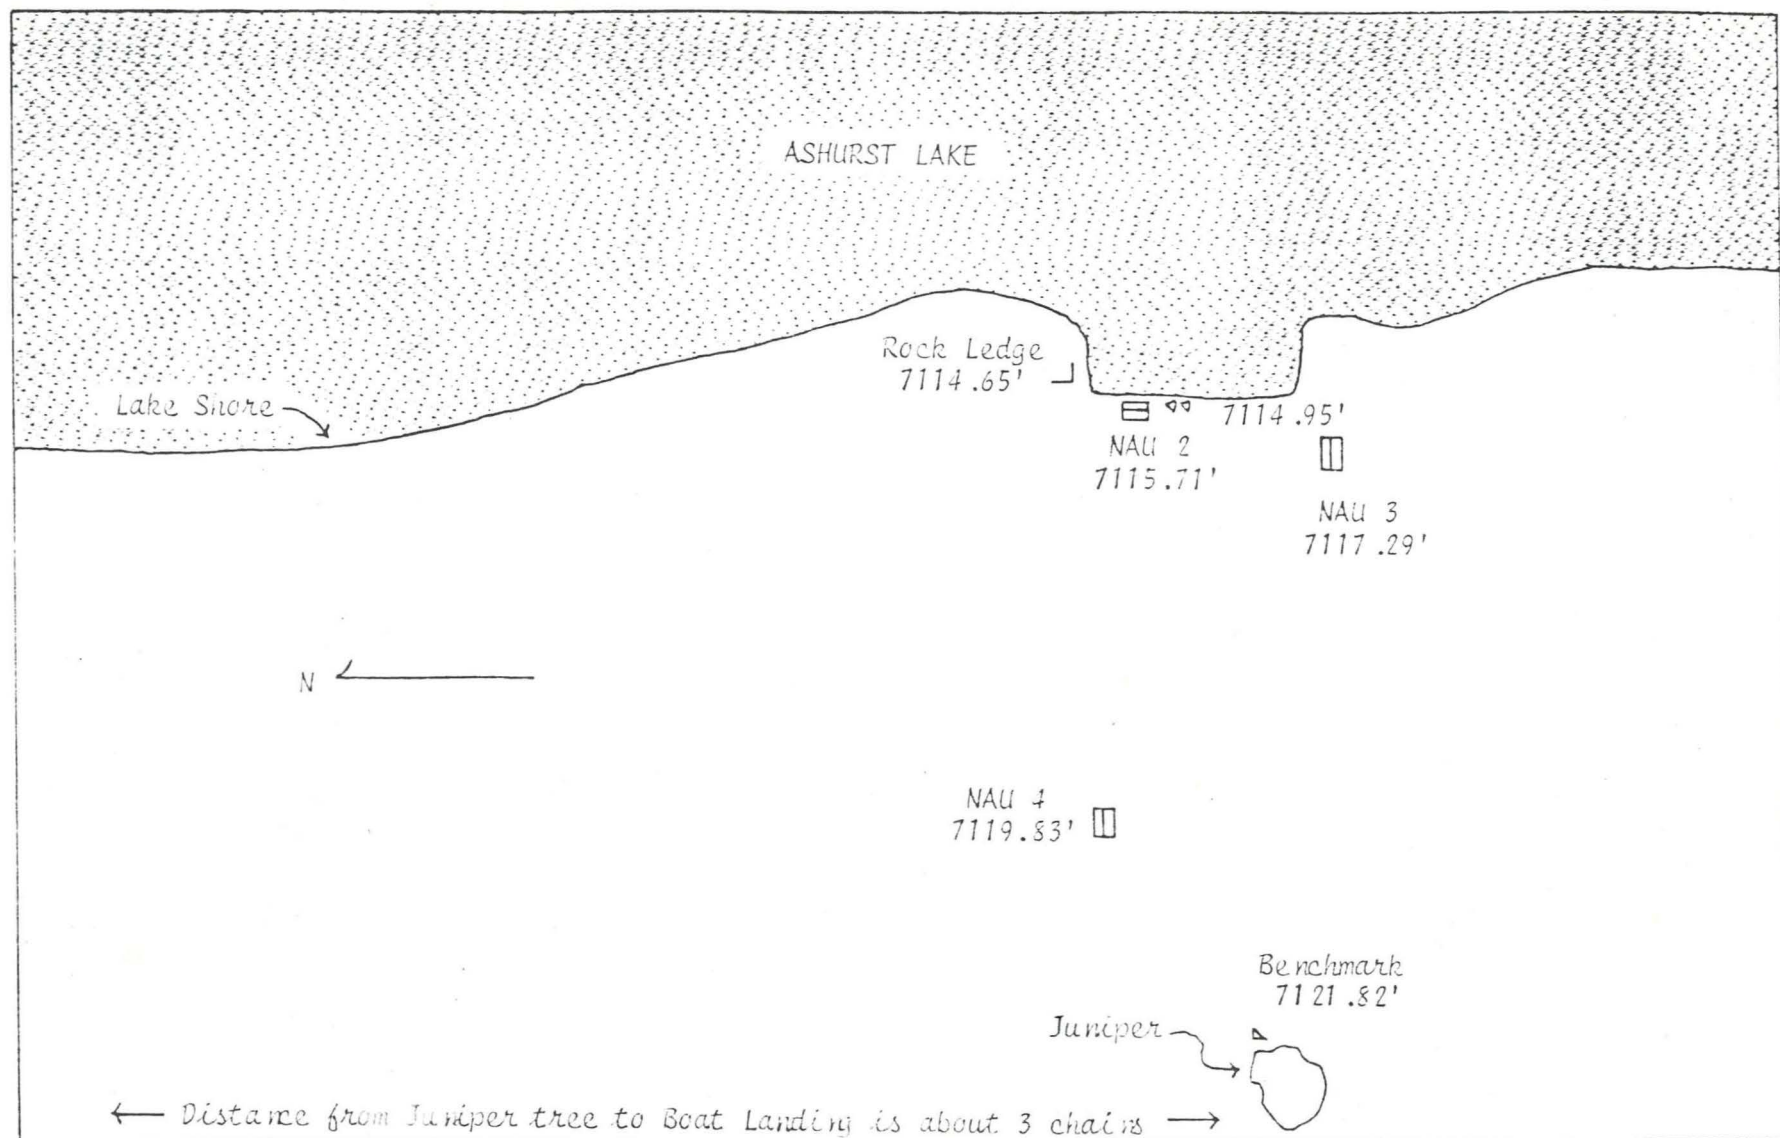 ASHURST LAKE
Rock Ledge
7114.65'
Lake Shore
7114.95'
NAU 2
7115.71'
NAU 3
7117.29'
N
NAU 4
7119.83'
Benchmark
7121.82'
Juniper
Distance from Juniper tree to Boat Landing is about 3 chains